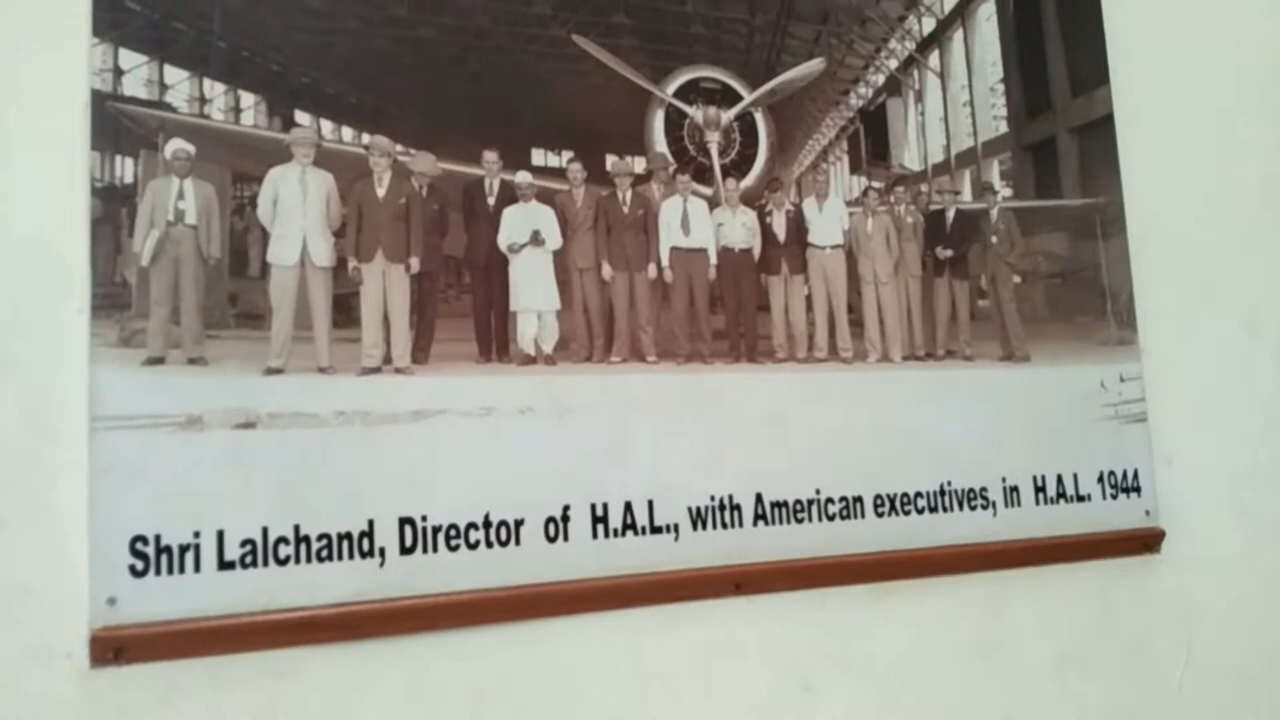 Shri Lalchand, Director of H.A.L., with American executives, in H.A.L. 1944